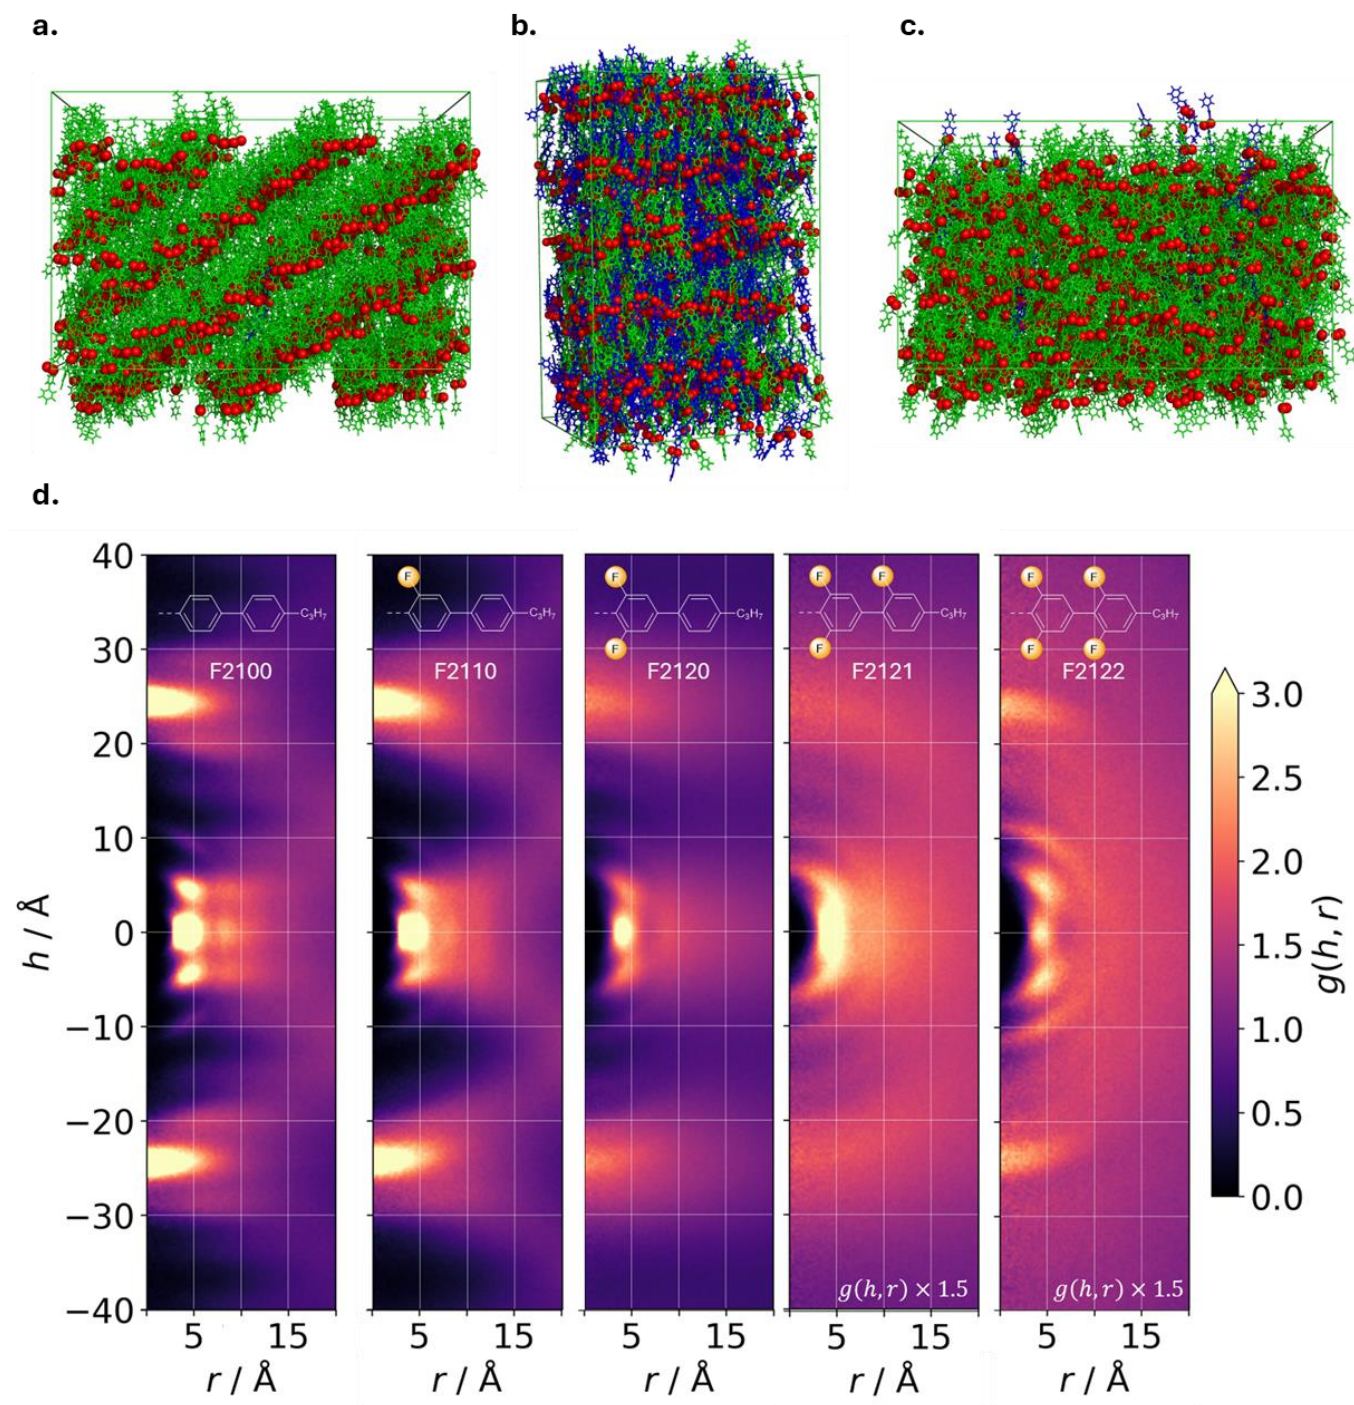 a.
b.
c.
d.
40
30
20
10
0
−10
−20
−30
−40
h / Å
F
F
F
F
F
F
F
F
F
F
C₃H₇
C₃H₇
C₃H₇
C₃H₇
C₃H₇
F2100
F2110
F2120
F2121
F2122
g(h, r) × 1.5
g(h, r) × 1.5
5 15
5 15
5 15
5 15
5 15
r / Å
r / Å
r / Å
r / Å
r / Å
3.0
2.5
2.0
1.5
1.0
0.5
0.0
g(h, r)